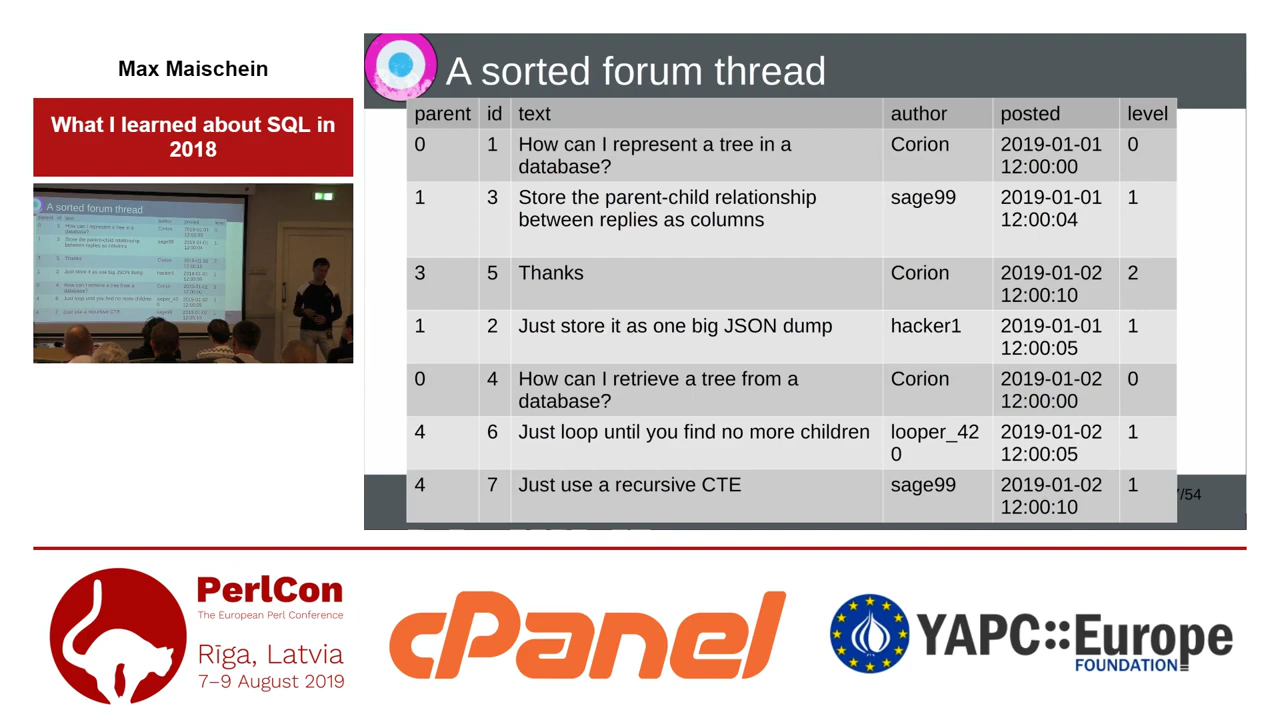 Max Maischein
What I learned about SQL in
2018
A sorted forum thread
parent id text author posted level
0 1 How can I represent a tree in a database? Corion 2019-01-01 12:00:00 0
1 3 Store the parent-child relationship between replies as columns sage99 2019-01-01 12:00:04 1
3 5 Thanks Corion 2019-01-02 12:00:10 2
1 2 Just store it as one big JSON dump hacker1 2019-01-01 12:00:05 1
0 4 How can I retrieve a tree from a database? Corion 2019-01-02 12:00:00 0
4 6 Just loop until you find no more children looper_420 2019-01-02 12:00:05 1
4 7 Just use a recursive CTE sage99 2019-01-02 12:00:10 1
/54
A sorted forum thread
PerlCon
The European Perl Conference
Rīga, Latvia
7–9 August 2019
cPanel
YAPC::Europe
FOUNDATION